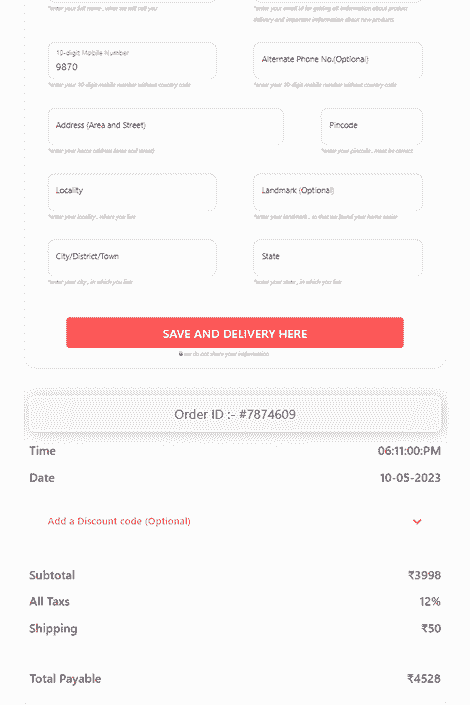 *enter your full name , what we will call you
*enter your email id for geting all information about product
delivery and important information about new products.
10-digit Mobile Number
9870
Alternate Phone No.(Optional)
*enter your 10-digit mobile number without country code
*enter your 10-digit mobile number without country code
Address (Area and Street)
Pincode
*enter your home address (area and street)
*enter your pincode , must be correct.
Locality
Landmark (Optional)
*enter your locality , where you live
*enter your landmark , so that we found your home easier
City/District/Town
State
*enter your city , in which you live
*enter your state , in which you live
SAVE AND DELIVERY HERE
we do not share your information
Order ID :- #7874609
Time 06:11:00:PM
Date 10-05-2023
Add a Discount code (Optional)
Subtotal ₹3998
All Taxs 12%
Shipping ₹50
Total Payable ₹4528